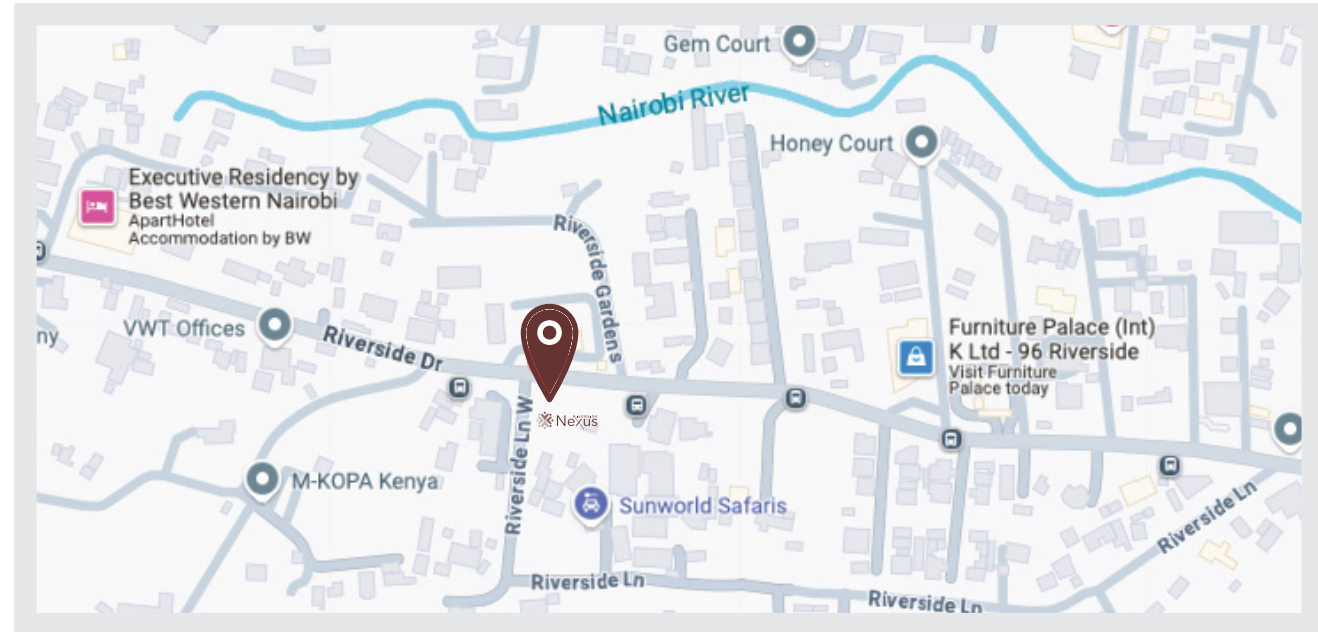 Gem Court
Nairobi River
Honey Court
Executive Residency by
Best Western Nairobi
ApartHotel
Accommodation by BW
Riverside Gardens
VWT Offices
ny
Riverside Dr
Furniture Palace (Int)
K Ltd - 96 Riverside
Visit Furniture
Palace today
Nexus
Riverside Ln W
M-KOPA Kenya
Sunworld Safaris
Riverside Ln
Riverside Ln
Riverside Ln